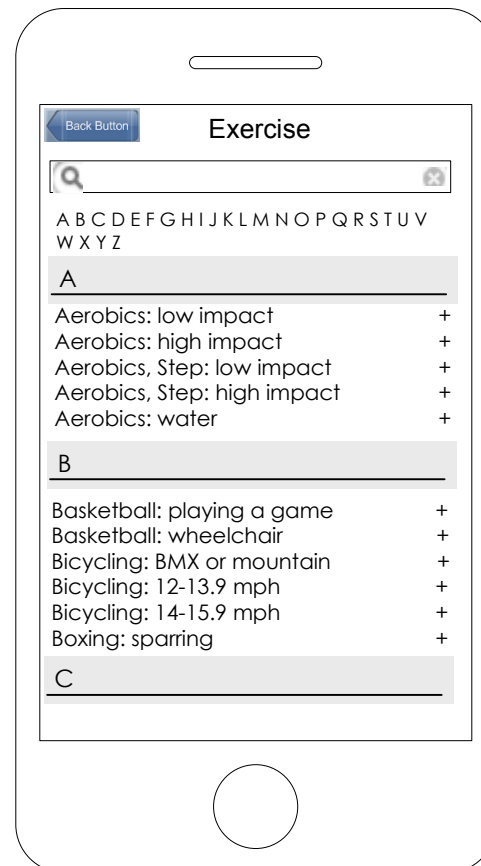 Back Button
Exercise
A B C D E F G H I J K L M N O P Q R S T U V
W X Y Z
A
Aerobics: low impact +
Aerobics: high impact +
Aerobics, Step: low impact +
Aerobics, Step: high impact +
Aerobics: water +
B
Basketball: playing a game +
Basketball: wheelchair +
Bicycling: BMX or mountain +
Bicycling: 12-13.9 mph +
Bicycling: 14-15.9 mph +
Boxing: sparring +
C